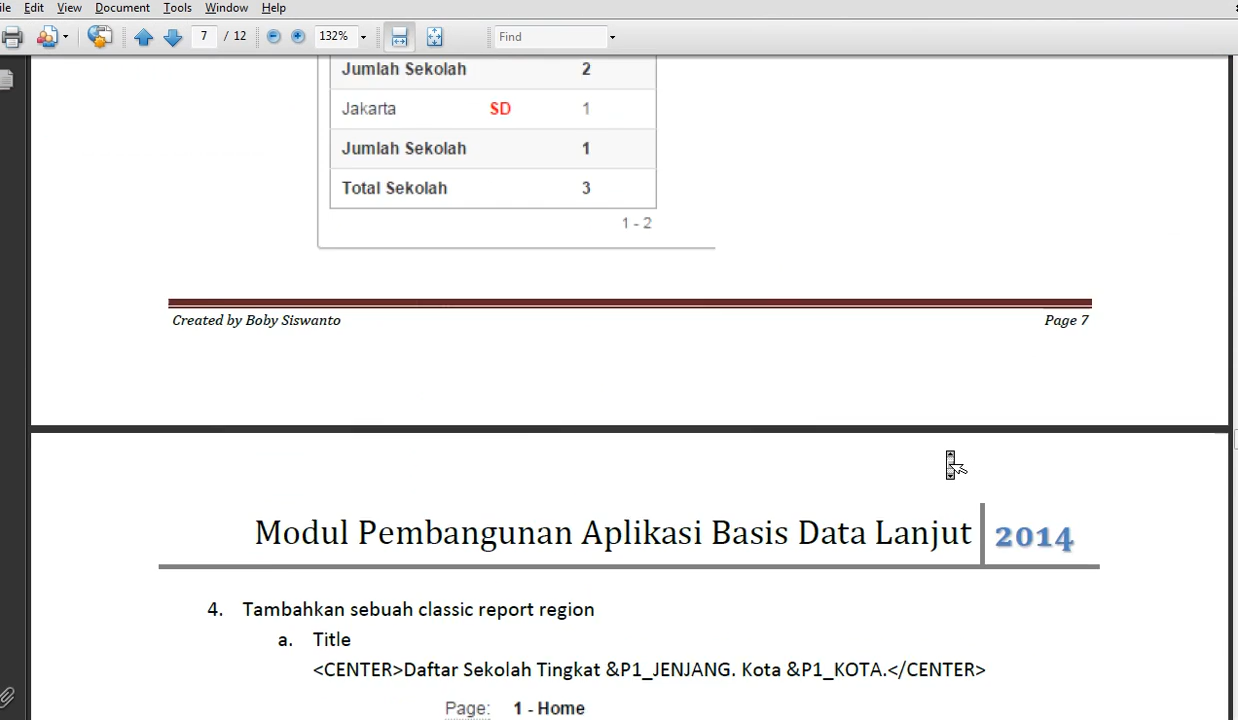 ile Edit View Document Tools Window Help
7 / 12 132% Find
Jumlah Sekolah 2
Jakarta SD 1
Jumlah Sekolah 1
Total Sekolah 3
1 - 2
Created by Boby Siswanto Page 7
Modul Pembangunan Aplikasi Basis Data Lanjut 2014
4. Tambahkan sebuah classic report region
a. Title
<CENTER>Daftar Sekolah Tingkat &P1_JENJANG. Kota &P1_KOTA.</CENTER>
Page: 1 - Home